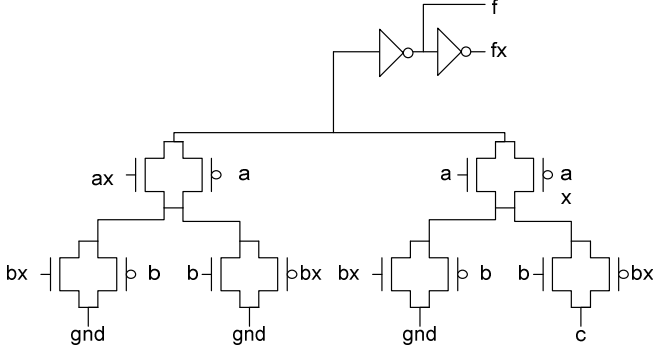 f
fx
ax a a a
x
bx b b bx bx b b bx
gnd gnd gnd c